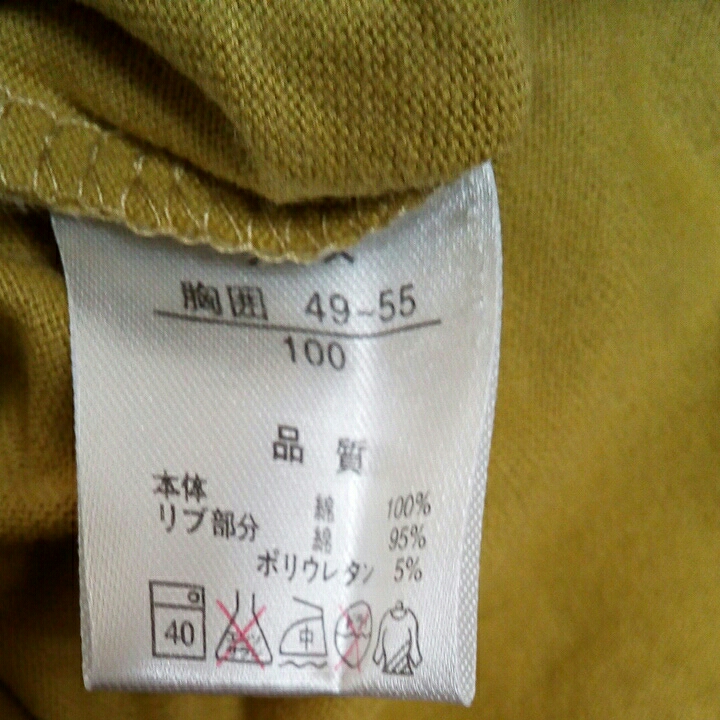 胸囲 49~55
100
品質
本体 綿 100%
リブ部分 綿 95%
ポリウレタン 5%
40 中